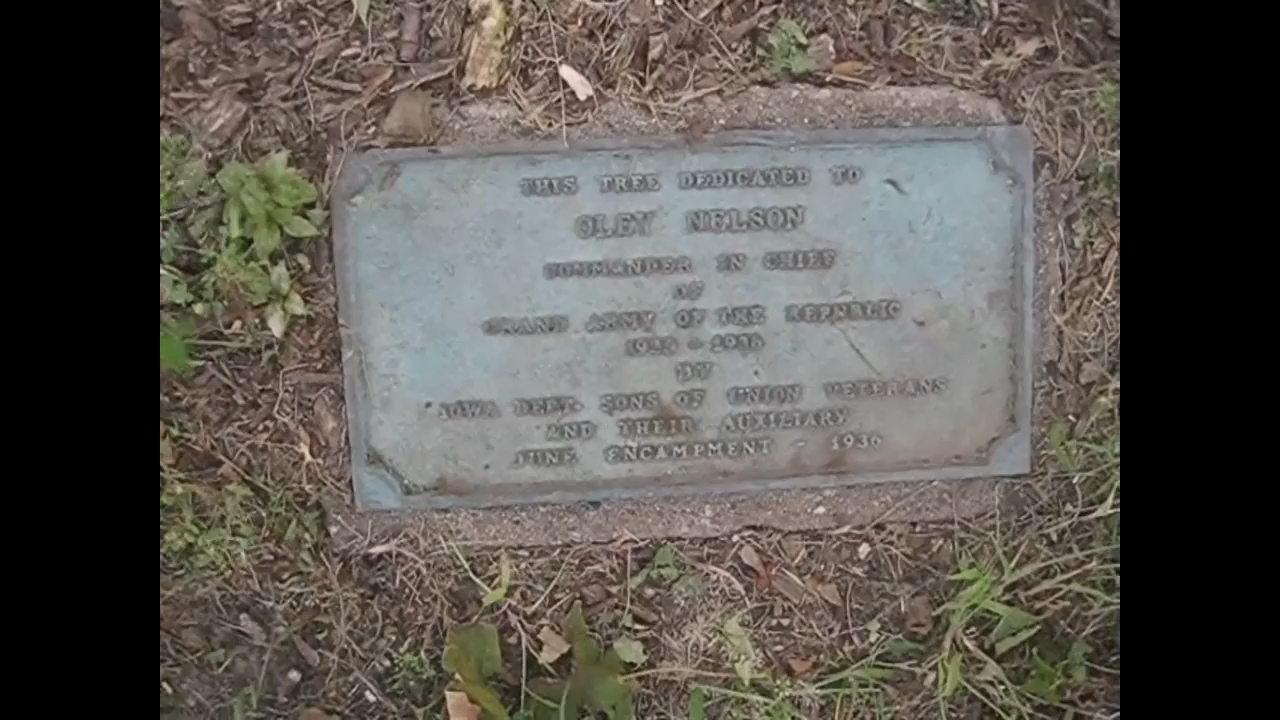 THIS TREE DEDICATED TO
OLEY NELSON
COMMANDER IN CHIEF
OF
GRAND ARMY OF THE REPUBLIC
BY
IOWA DEPT. SONS OF UNION VETERANS
AND THEIR AUXILIARY
JUNE ENCAMPMENT - 1936